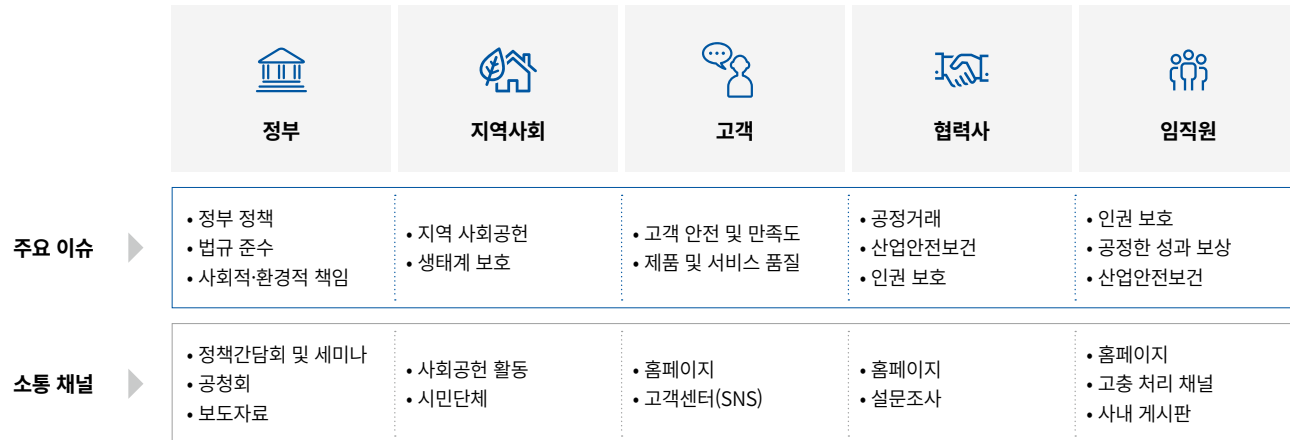 정부
지역사회
고객
협력사
임직원
주요 이슈
• 정부 정책
• 법규 준수
• 사회적·환경적 책임
• 지역 사회공헌
• 생태계 보호
• 고객 안전 및 만족도
• 제품 및 서비스 품질
• 공정거래
• 산업안전보건
• 인권 보호
• 인권 보호
• 공정한 성과 보상
• 산업안전보건
소통 채널
• 정책간담회 및 세미나
• 공청회
• 보도자료
• 사회공헌 활동
• 시민단체
• 홈페이지
• 고객센터(SNS)
• 홈페이지
• 설문조사
• 홈페이지
• 고충 처리 채널
• 사내 게시판